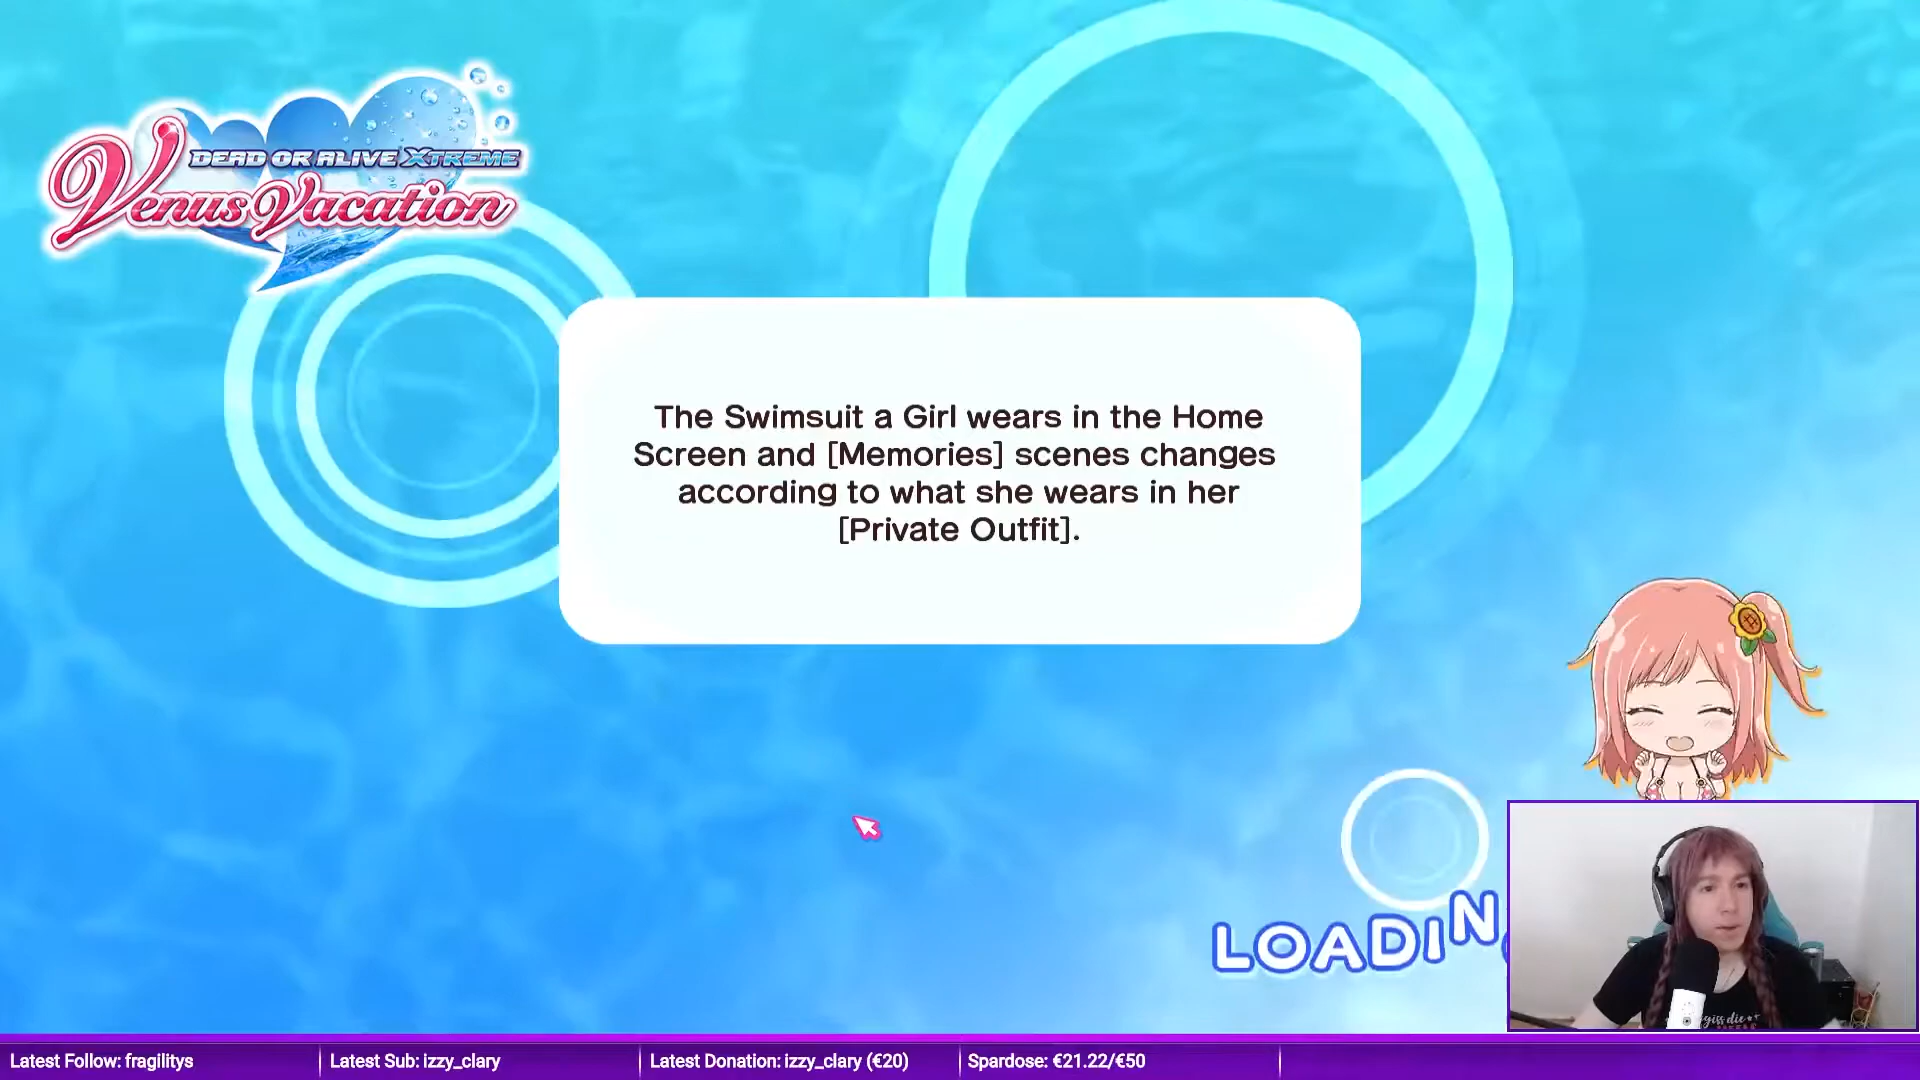 DEAD OR ALIVE XTREME
Venus Vacation
The Swimsuit a Girl wears in the Home
Screen and [Memories] scenes changes
according to what she wears in her
[Private Outfit].
LOADIN
Latest Follow: fragilitys
Latest Sub: izzy_clary
Latest Donation: izzy_clary (€20)
Spardose: €21.22/€50